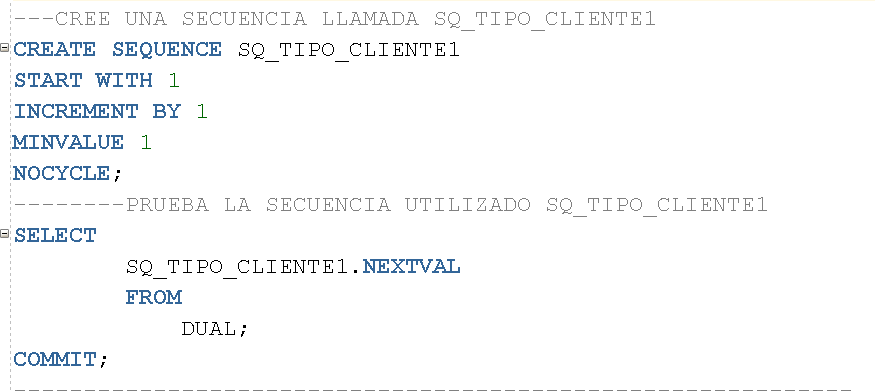 ---CREE UNA SECUENCIA LLAMADA SQ_TIPO_CLIENTE1
CREATE SEQUENCE SQ_TIPO_CLIENTE1
START WITH 1
INCREMENT BY 1
MINVALUE 1
NOCYCLE;
--------PRUEBA LA SECUENCIA UTILIZADO SQ_TIPO_CLIENTE1
SELECT
SQ_TIPO_CLIENTE1.NEXTVAL
FROM
DUAL;
COMMIT;
------------------------------------------------------------